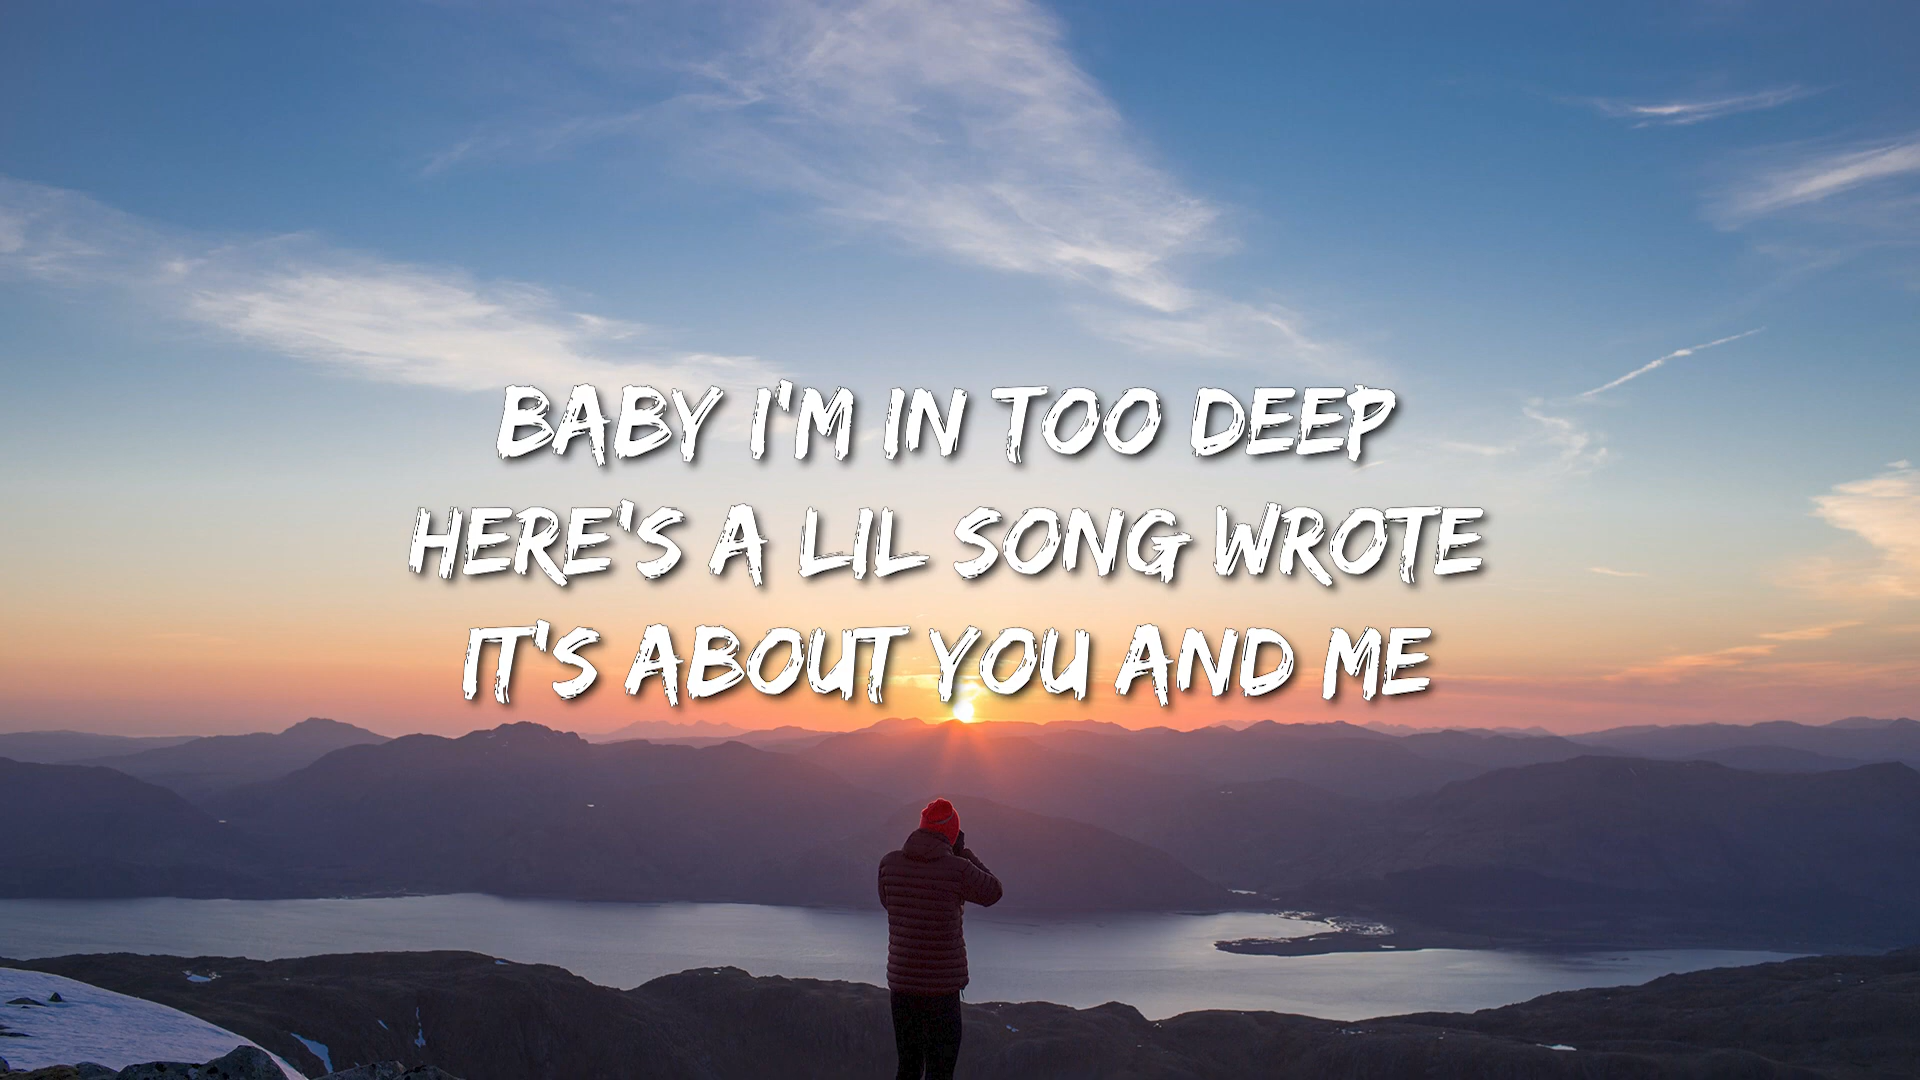 BABY I'M IN TOO DEEP
HERE'S A LIL SONG WROTE
IT'S ABOUT YOU AND ME